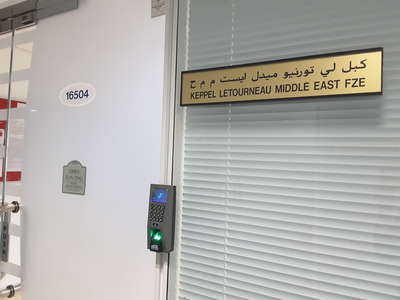 كبل لي تورنيو ميدل ايست م م ح
KEPPEL LETOURNEAU MIDDLE EAST FZE
16504